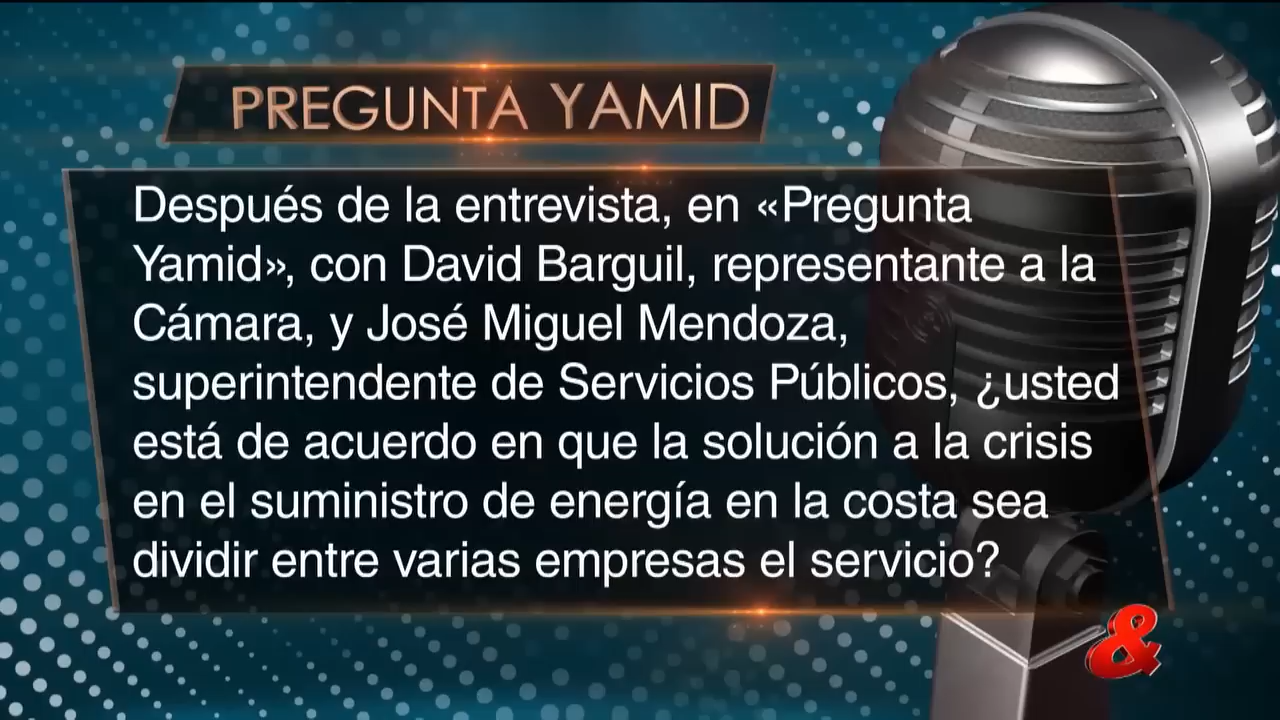 PREGUNTA YAMID
Después de la entrevista, en «Pregunta
Yamid», con David Barguil, representante a la
Cámara, y José Miguel Mendoza,
superintendente de Servicios Públicos, ¿usted
está de acuerdo en que la solución a la crisis
en el suministro de energía en la costa sea
dividir entre varias empresas el servicio?
&